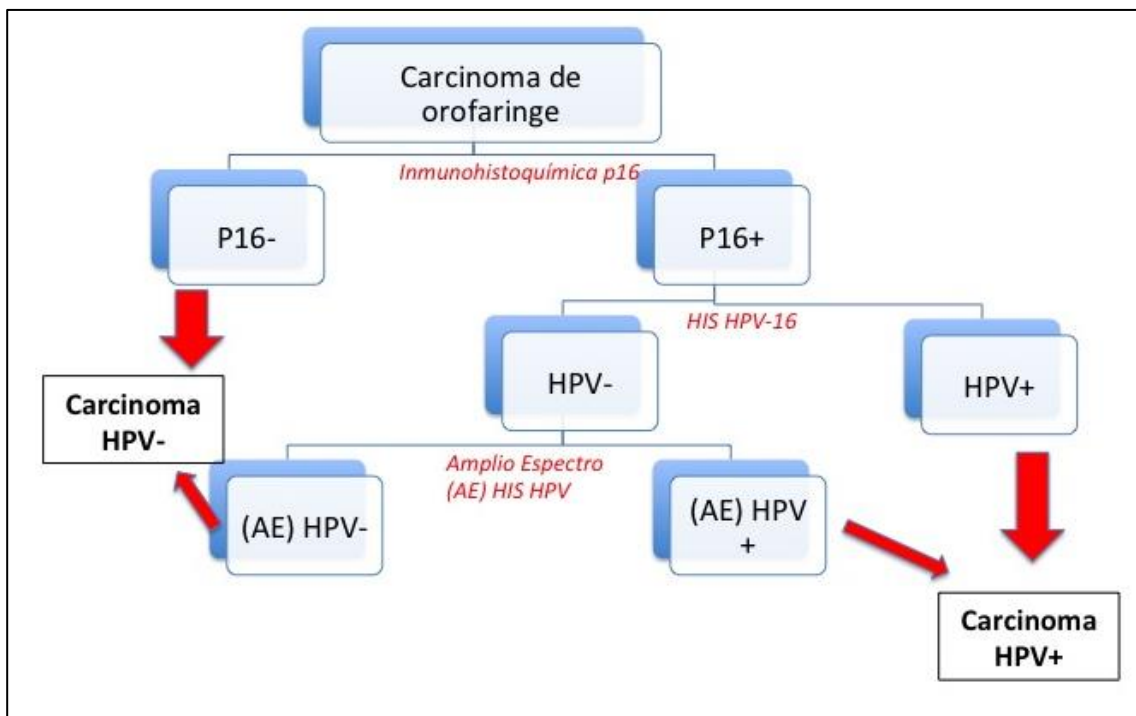 Carcinoma de
orofaringe
Inmunohistoquímica p16
P16-
P16+
HIS HPV-16
HPV-
HPV+
Carcinoma
HPV-
Amplio Espectro
(AE) HIS HPV
(AE) HPV-
(AE) HPV
+
Carcinoma
HPV+